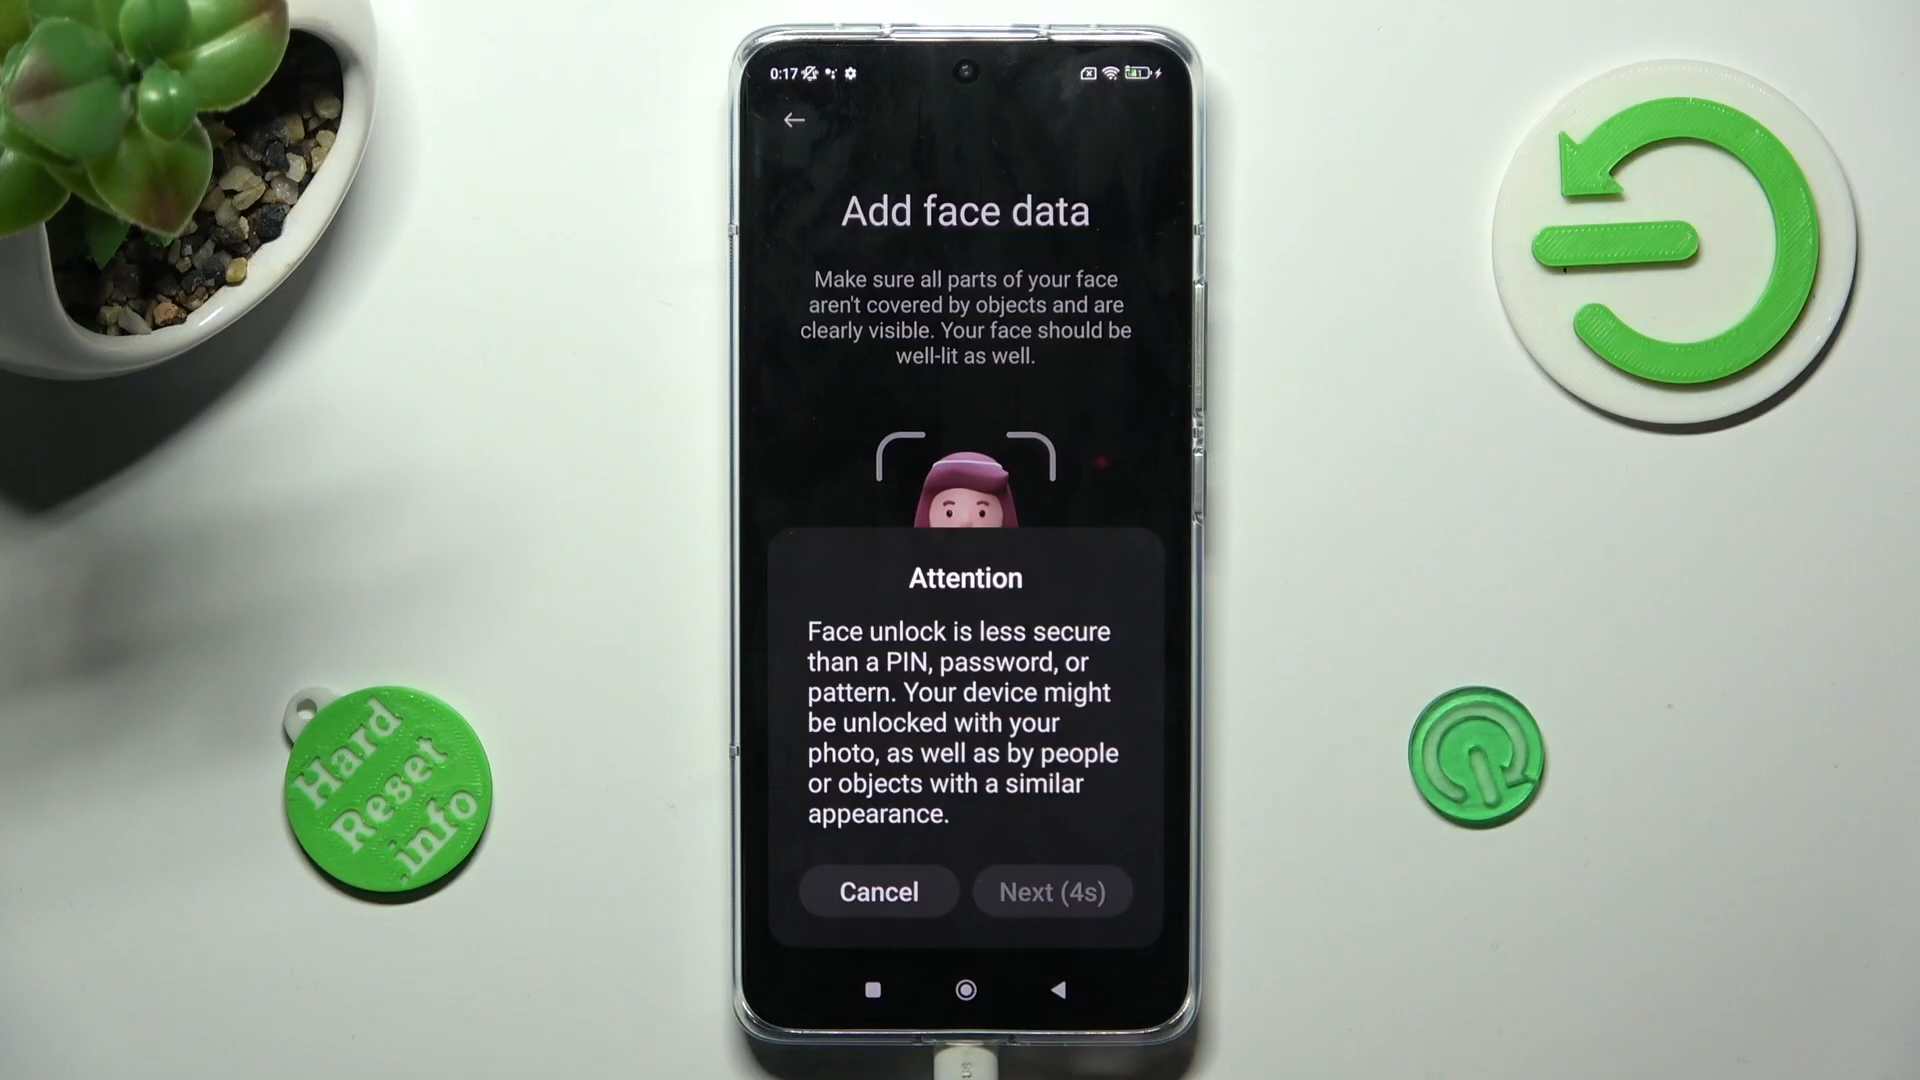 0:17
Add face data
Make sure all parts of your face
aren't covered by objects and are
clearly visible. Your face should be
well-lit as well.
Attention
Face unlock is less secure
than a PIN, password, or
pattern. Your device might
be unlocked with your
photo, as well as by people
or objects with a similar
appearance.
Cancel
Next (4s)
Hard
Reset
.info